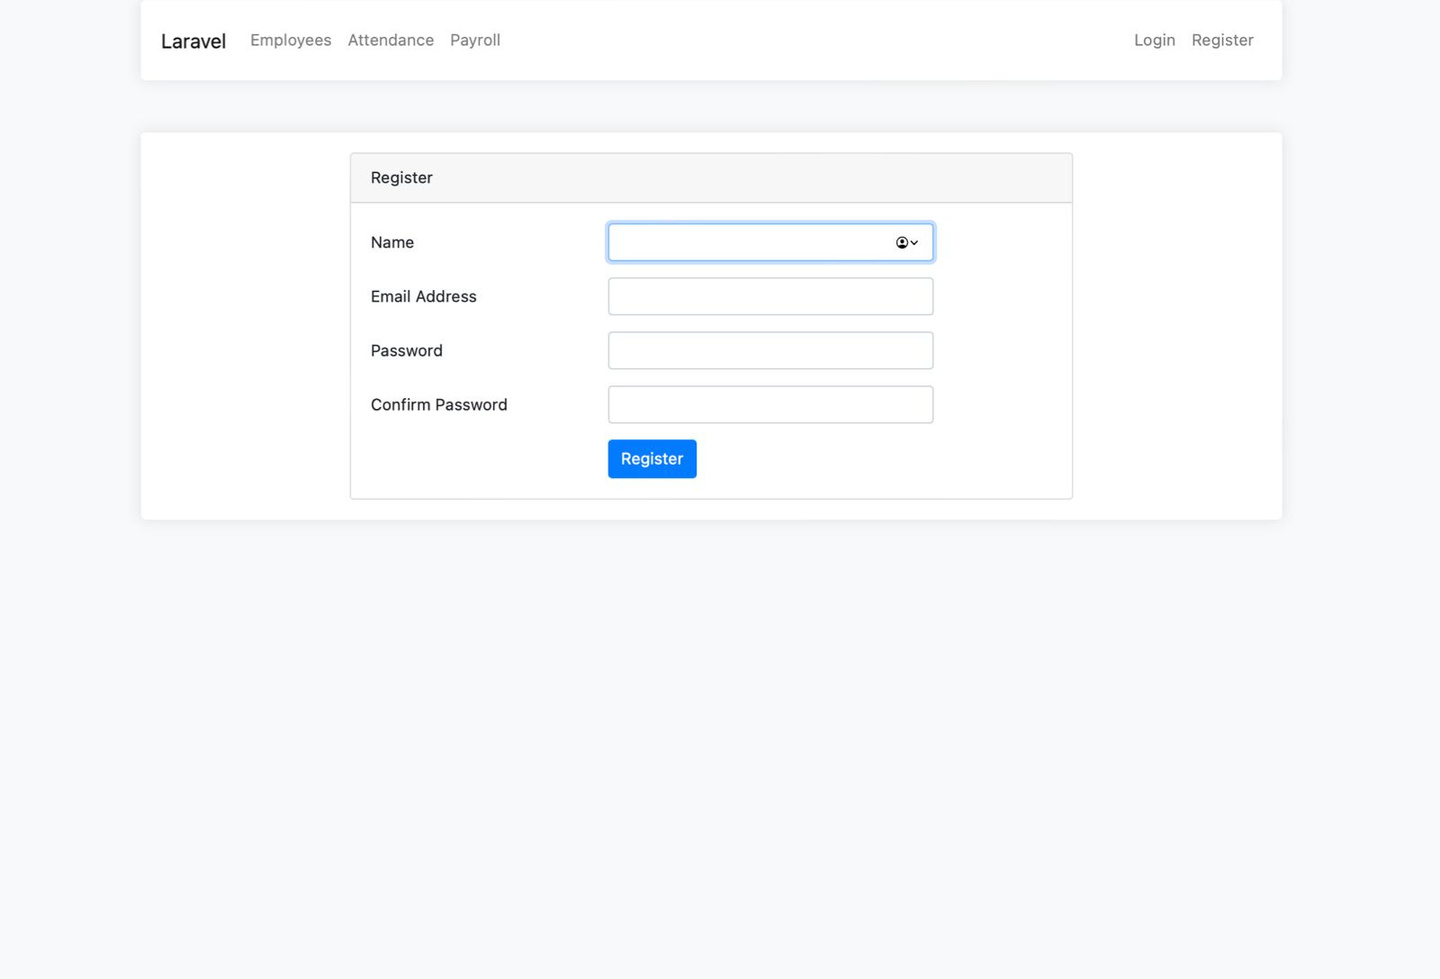 Laravel Employees Attendance Payroll Login Register
Register
Name
Email Address
Password
Confirm Password
Register